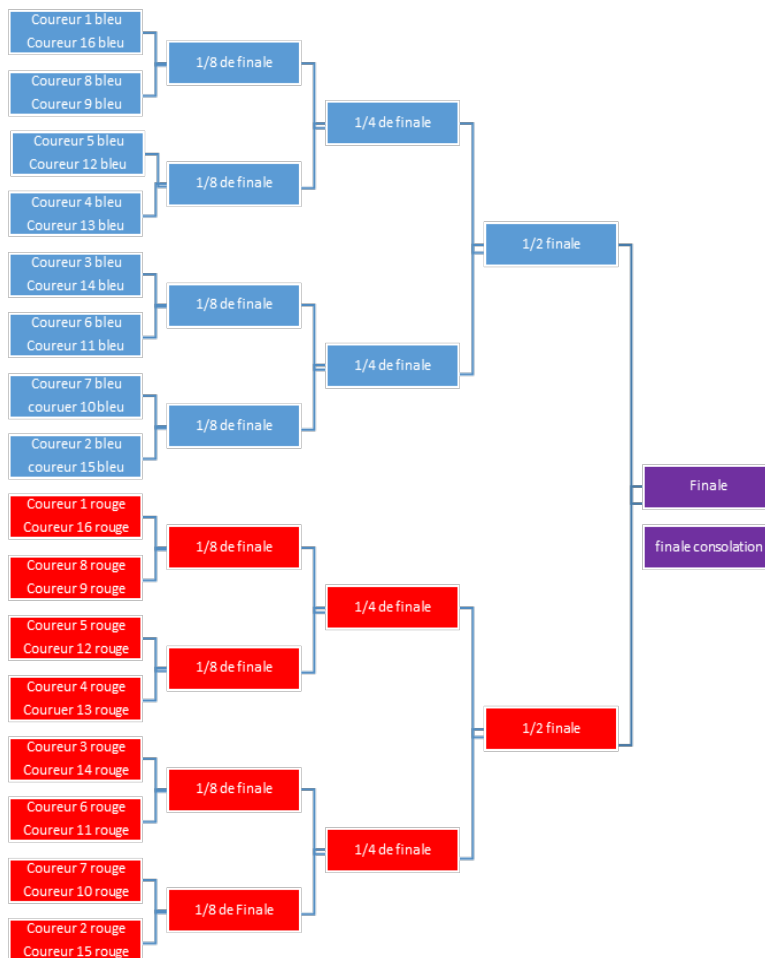 Coureur 1 bleu
Coureur 16 bleu
Coureur 8 bleu
Coureur 9 bleu
Coureur 5 bleu
Coureur 12 bleu
Coureur 4 bleu
Coureur 13 bleu
Coureur 3 bleu
Coureur 14 bleu
Coureur 6 bleu
Coureur 11 bleu
Coureur 7 bleu
couruer 10 bleu
Coureur 2 bleu
coureur 15 bleu
Coureur 1 rouge
Coureur 16 rouge
Coureur 8 rouge
Coureur 9 rouge
Coureur 5 rouge
Coureur 12 rouge
Coureur 4 rouge
Couruer 13 rouge
Coureur 3 rouge
Coureur 14 rouge
Coureur 6 rouge
Coureur 11 rouge
Coureur 7 rouge
Coureur 10 rouge
Coureur 2 rouge
Coureur 15 rouge
1/8 de finale
1/8 de finale
1/8 de finale
1/8 de finale
1/8 de finale
1/8 de finale
1/8 de finale
1/8 de Finale
1/4 de finale
1/4 de finale
1/4 de finale
1/4 de finale
1/2 finale
1/2 finale
Finale
finale consolation